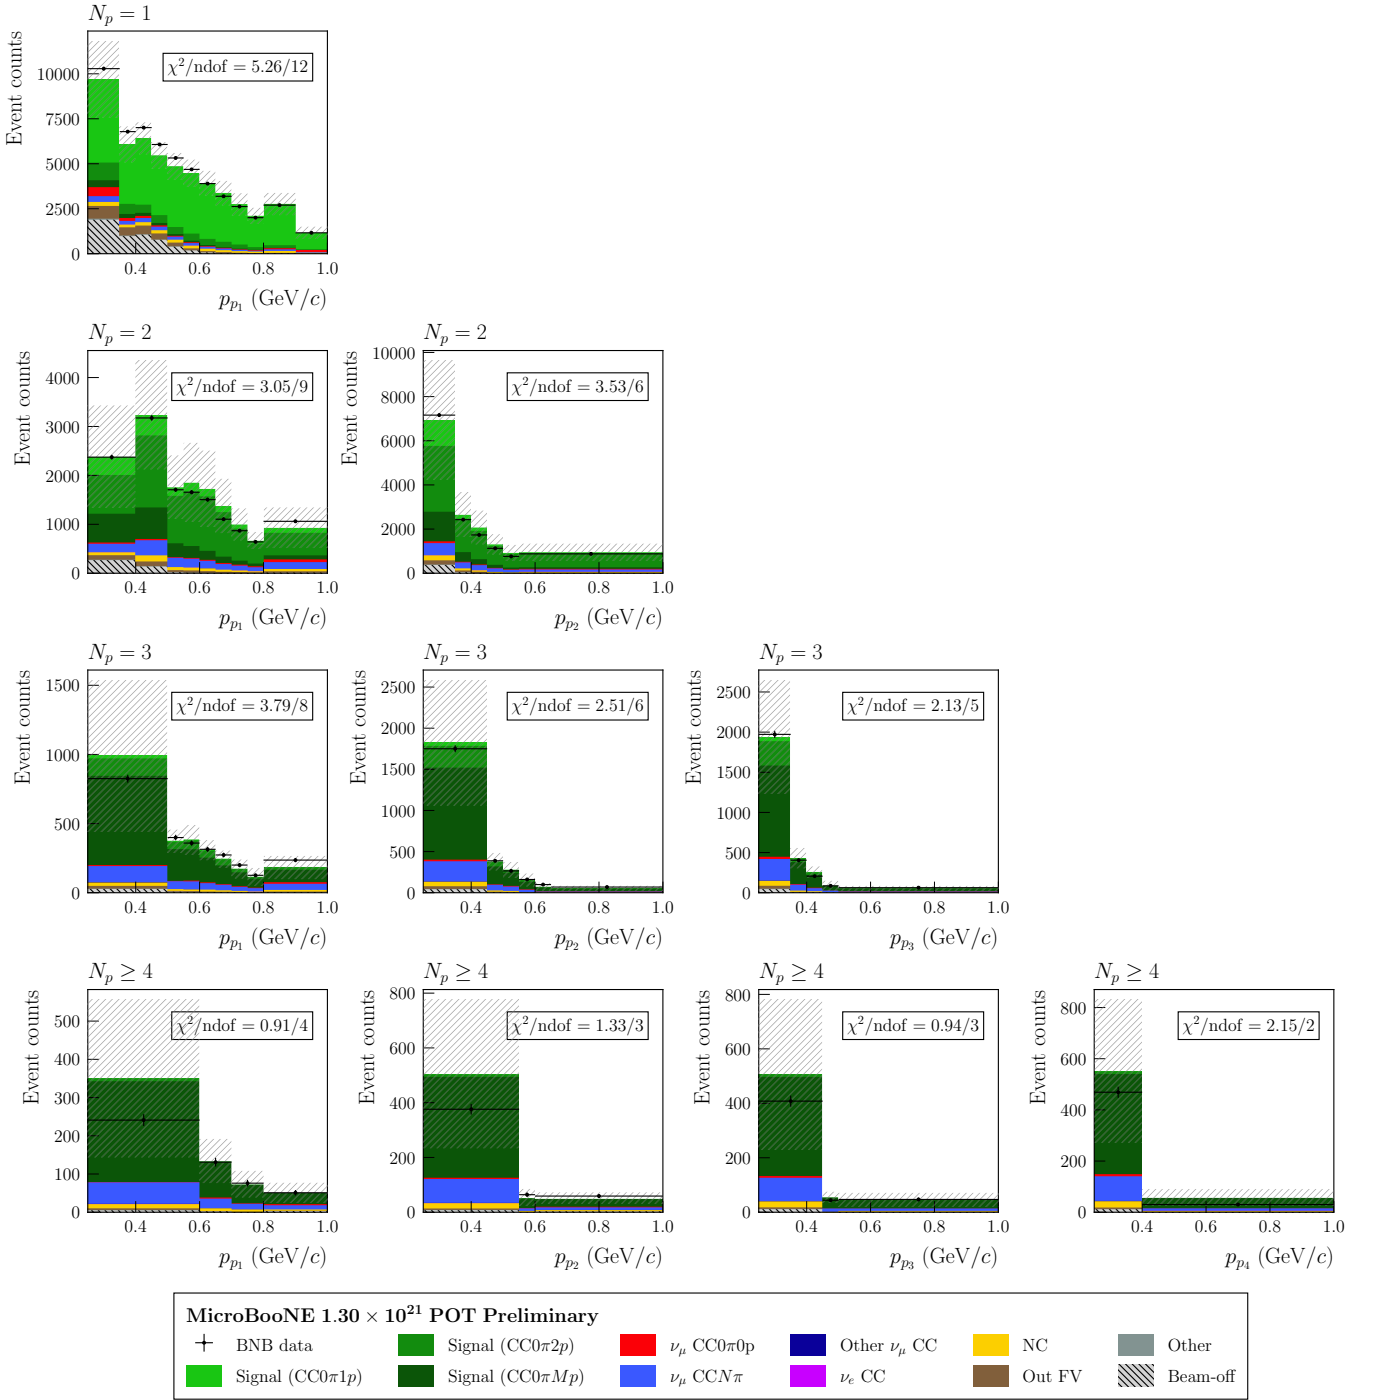 N_p = 1
Event counts
χ²/ndof = 5.26/12
10000
7500
5000
2500
0
0.4 0.6 0.8 1.0
p_p₁ (GeV/c)
N_p = 2
Event counts
χ²/ndof = 3.05/9
4000
3000
2000
1000
0
0.4 0.6 0.8 1.0
p_p₁ (GeV/c)
N_p = 2
Event counts
χ²/ndof = 3.53/6
10000
8000
6000
4000
2000
0
0.4 0.6 0.8 1.0
p_p₂ (GeV/c)
N_p = 3
Event counts
χ²/ndof = 3.79/8
1500
1000
500
0
0.4 0.6 0.8 1.0
p_p₁ (GeV/c)
N_p = 3
Event counts
χ²/ndof = 2.51/6
2500
2000
1500
1000
500
0
0.4 0.6 0.8 1.0
p_p₂ (GeV/c)
N_p = 3
Event counts
χ²/ndof = 2.13/5
2500
2000
1500
1000
500
0
0.4 0.6 0.8 1.0
p_p₃ (GeV/c)
N_p ≥ 4
Event counts
χ²/ndof = 0.91/4
500
400
300
200
100
0
0.4 0.6 0.8 1.0
p_p₁ (GeV/c)
N_p ≥ 4
Event counts
χ²/ndof = 1.33/3
800
600
400
200
0
0.4 0.6 0.8 1.0
p_p₂ (GeV/c)
N_p ≥ 4
Event counts
χ²/ndof = 0.94/3
800
600
400
200
0
0.4 0.6 0.8 1.0
p_p₃ (GeV/c)
N_p ≥ 4
Event counts
χ²/ndof = 2.15/2
800
600
400
200
0
0.4 0.6 0.8 1.0
p_p₄ (GeV/c)
MicroBooNE 1.30 × 10²¹ POT Preliminary
BNB data
Signal (CC0π1p)
Signal (CC0π2p)
Signal (CC0πMp)
ν_μ CC0π0p
ν_μ CCNπ
Other ν_μ CC
ν_e CC
NC
Out FV
Other
Beam-off